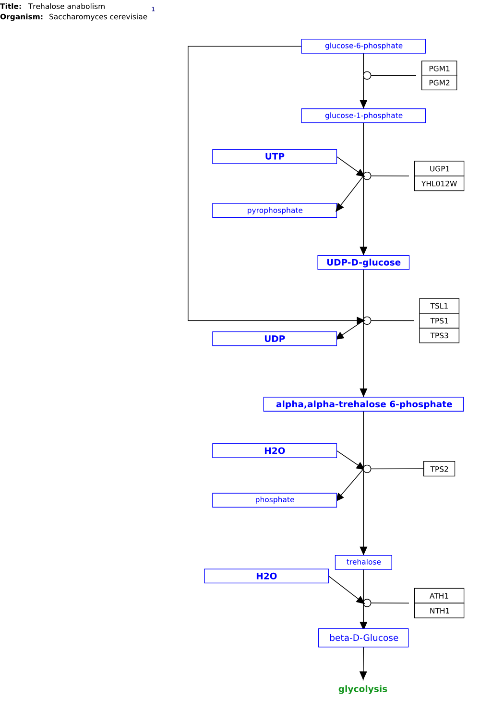 Title: Trehalose anabolism
1
Organism: Saccharomyces cerevisiae
glucose-6-phosphate
PGM1
PGM2
glucose-1-phosphate
UTP
UGP1
YHL012W
pyrophosphate
UDP-D-glucose
TSL1
TPS1
TPS3
UDP
alpha,alpha-trehalose 6-phosphate
H2O
TPS2
phosphate
trehalose
H2O
ATH1
NTH1
beta-D-Glucose
glycolysis